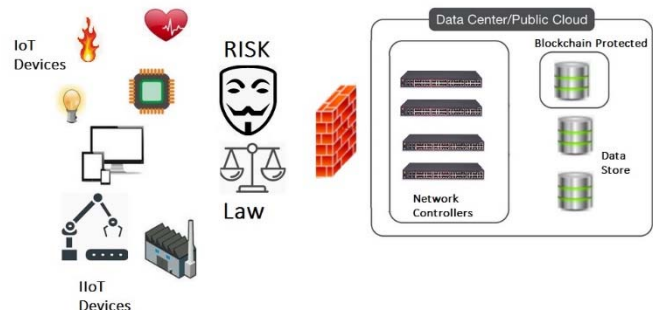 IoT
Devices
RISK
Law
IIoT
Devices
Data Center/Public Cloud
Blockchain Protected
Data
Store
Network
Controllers